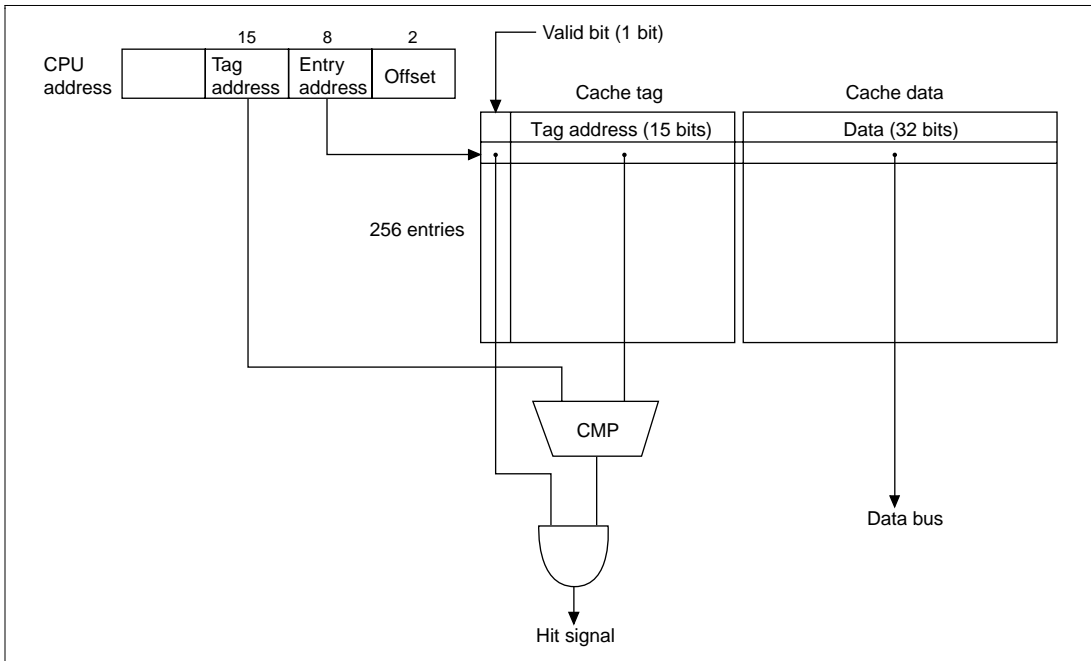 15
8
2
CPU
address
Tag
address
Entry
address
Offset
Valid bit (1 bit)
Cache tag
Cache data
Tag address (15 bits)
Data (32 bits)
256 entries
CMP
Data bus
Hit signal